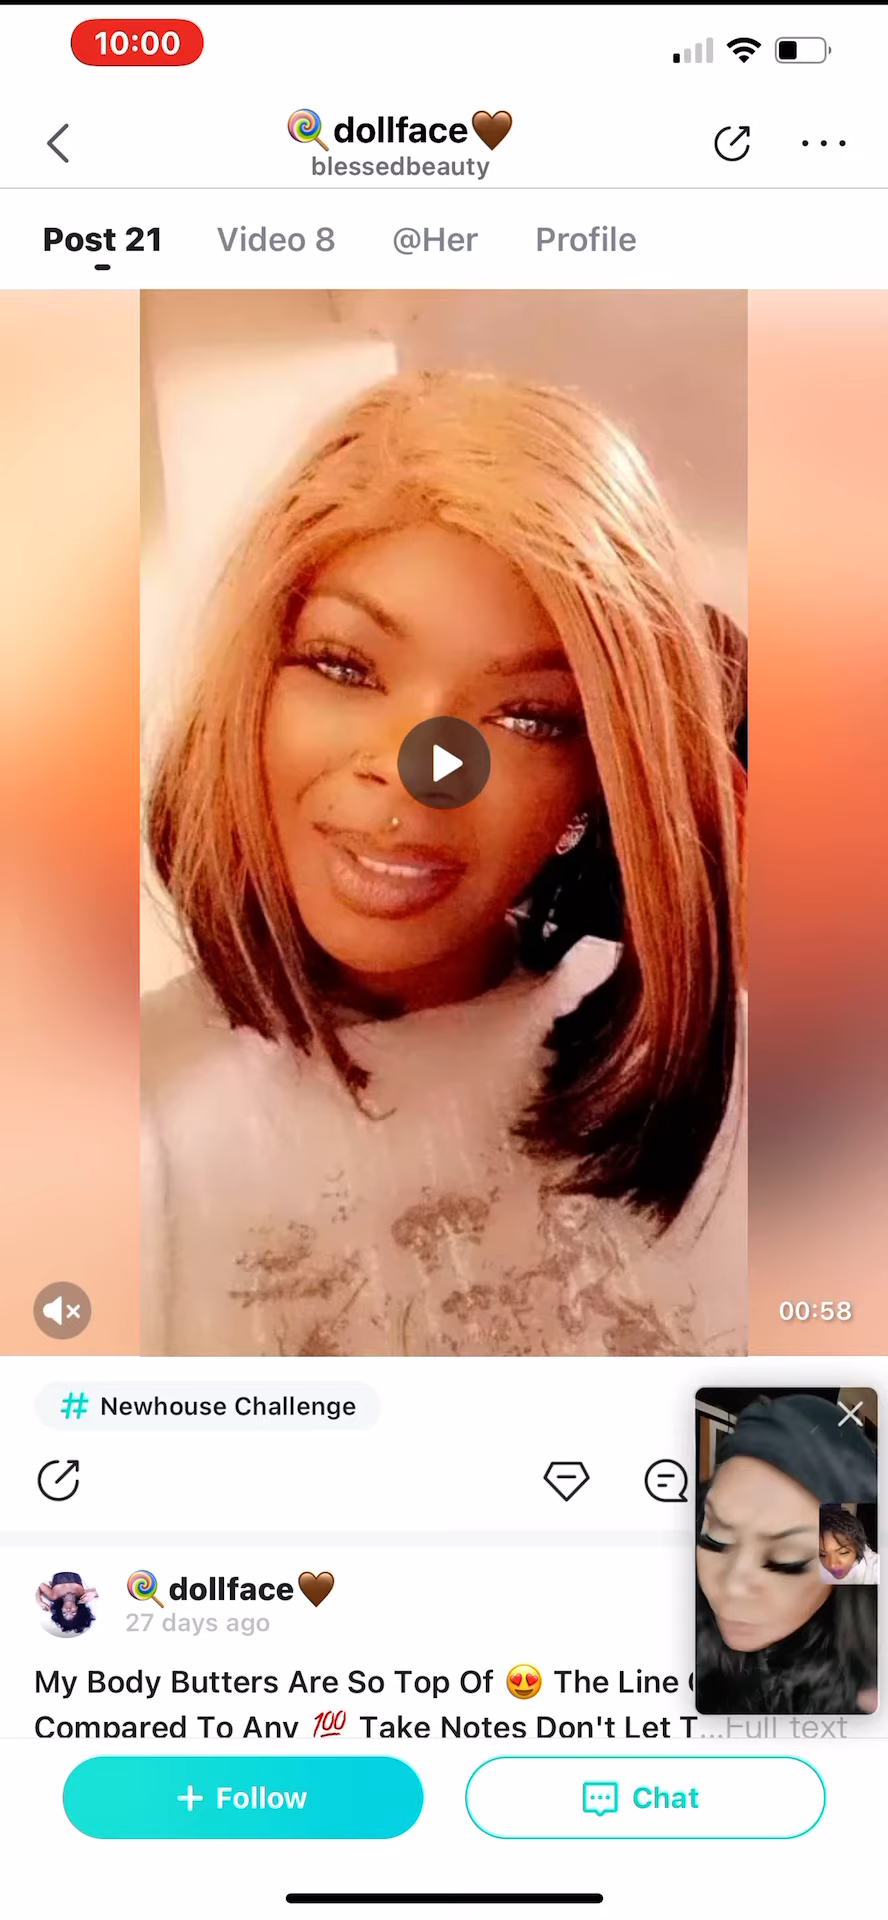 10:00
🍭 dollface🤎
blessedbeauty
Post 21
Video 8
@Her
Profile
00:58
# Newhouse Challenge
🍭 dollface🤎
27 days ago
My Body Butters Are So Top Of 😍 The Line
Compared To Any 💯 Take Notes Don't Let T...Full text
+ Follow
Chat